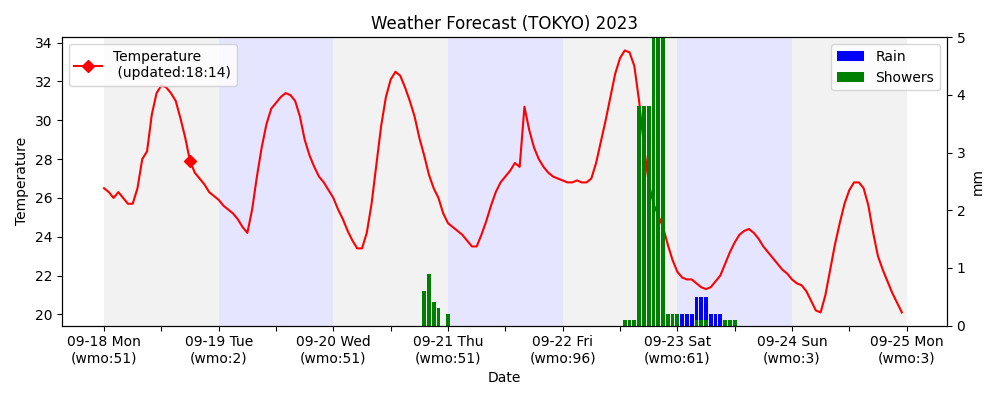 Weather Forecast (TOKYO) 2023
Temperature
(updated:18:14)
Rain
Showers
34
32
30
28
26
24
22
20
Temperature
5
4
3
2
1
0
mm
09-18 Mon
(wmo:51)
09-19 Tue
(wmo:2)
09-20 Wed
(wmo:51)
09-21 Thu
(wmo:51)
09-22 Fri
(wmo:96)
09-23 Sat
(wmo:61)
09-24 Sun
(wmo:3)
09-25 Mon
(wmo:3)
Date